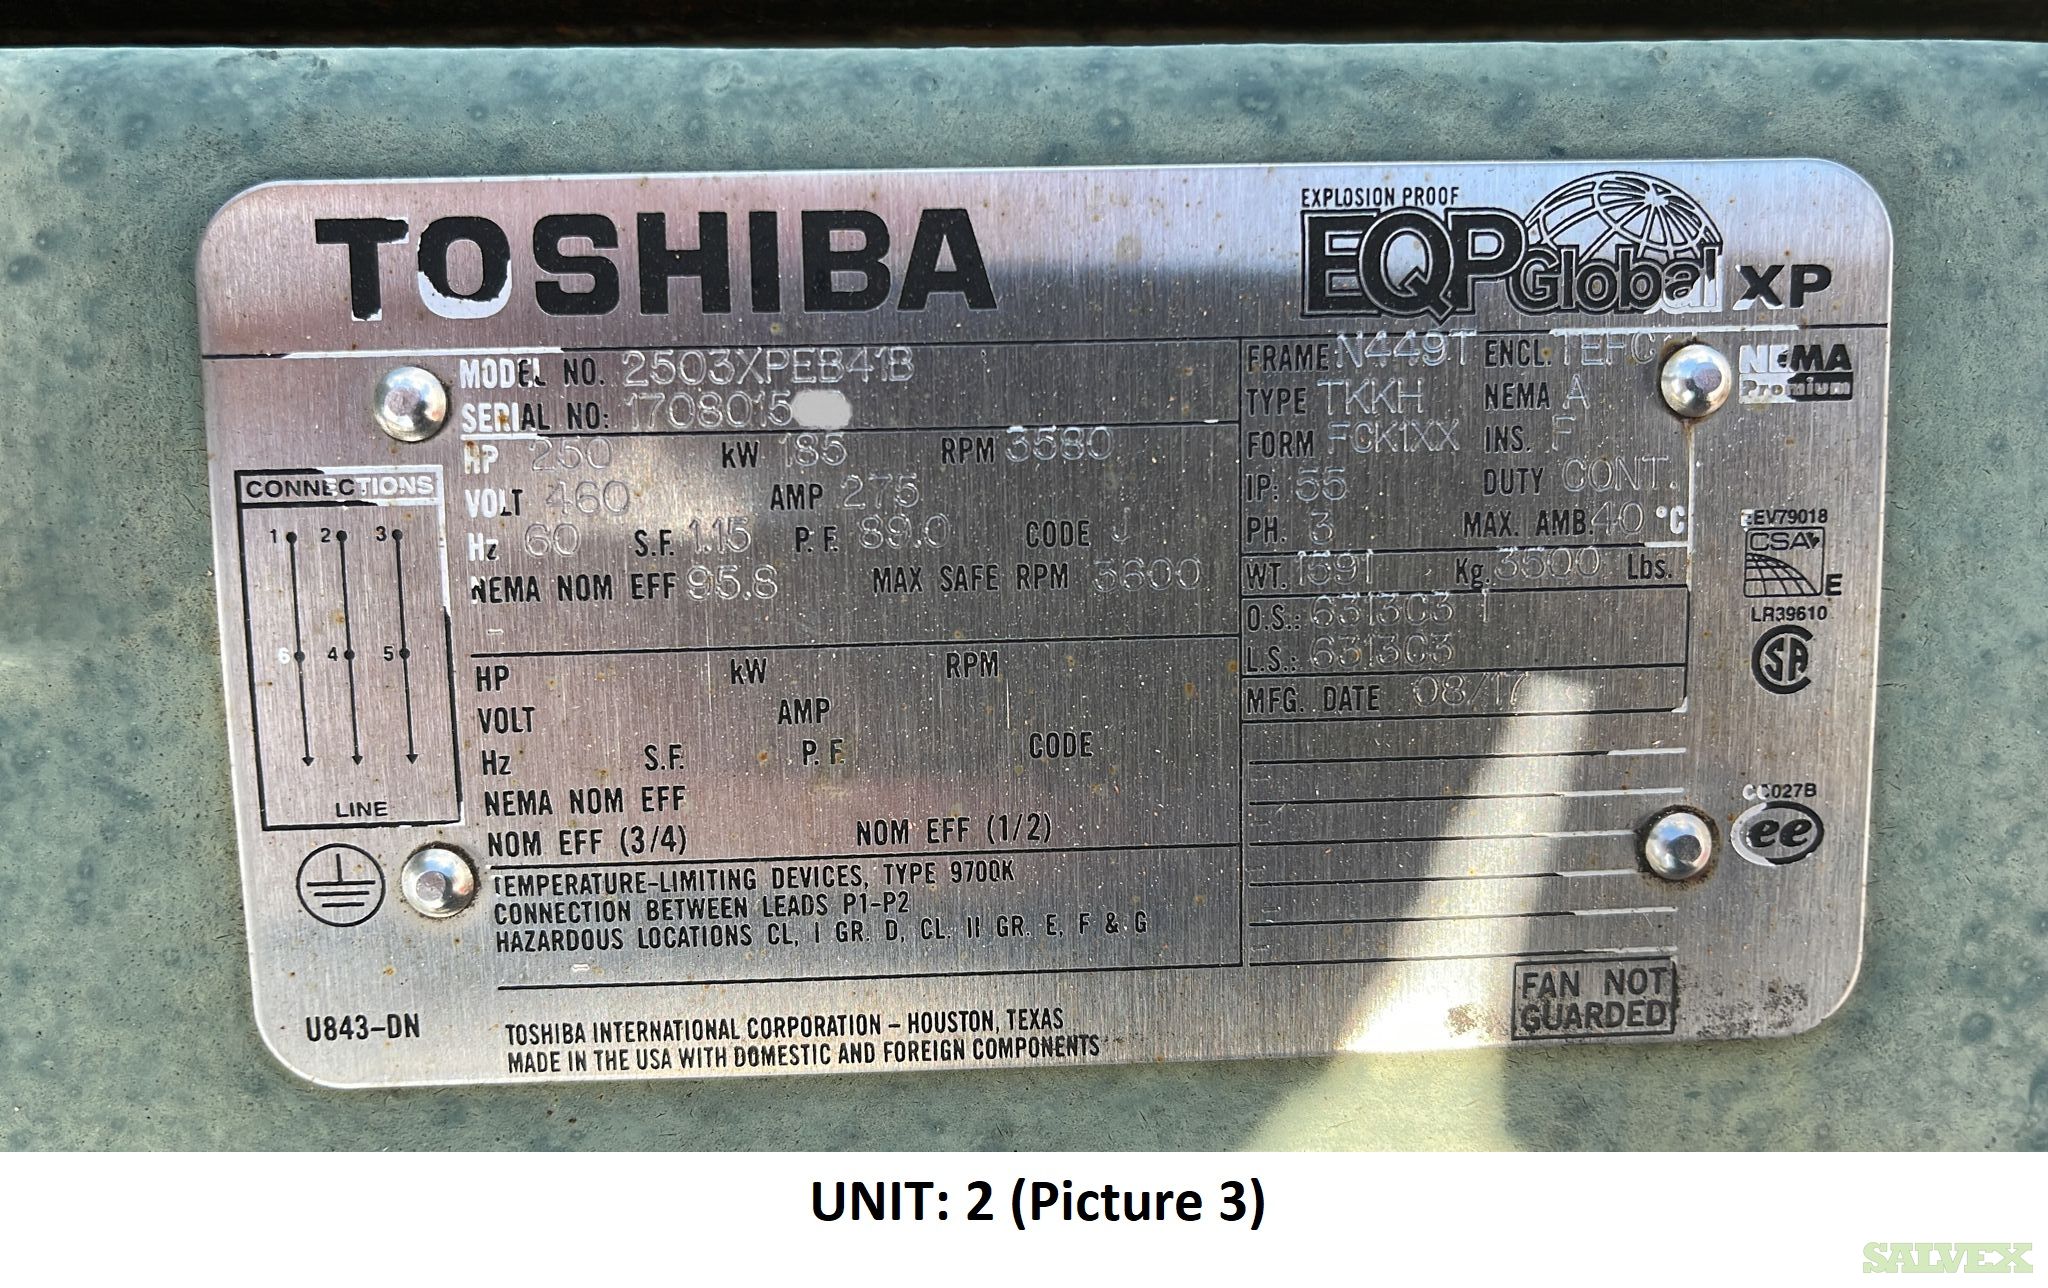 TOSHIBA
EXPLOSION PROOF
EQP Global XP
MODEL NO. 2503XPEB41B
SERIAL NO: 1708015
HP 250 kW 185 RPM 3580
VOLT 460 AMP 275
Hz 60 S.F. 1.15 P.F. 89.0 CODE J
NEMA NOM EFF 95.8 MAX SAFE RPM 3600
HP kW RPM
VOLT AMP
Hz S.F. P.F. CODE
NEMA NOM EFF
NOM EFF (3/4) NOM EFF (1/2)
TEMPERATURE-LIMITING DEVICES, TYPE 9700K
CONNECTION BETWEEN LEADS P1-P2
HAZARDOUS LOCATIONS CL, I GR. D, CL. II GR. E, F & G
FRAME N449T ENCL. TEFC
TYPE TKKH NEMA A
FORM FCK1XX INS. F
IP: 55 DUTY CONT.
PH. 3 MAX. AMB. 40 °C
WT. 1591 Kg. 3500 Lbs.
O.S.: 6313C3
L.S.: 6313C3
MFG. DATE 08/17
NEMA
Premium
EEV79018
CSA
E
LR39610
SA
CC027B
ee
CONNECTIONS
1 2 3
6 4 5
LINE
U843-DN
TOSHIBA INTERNATIONAL CORPORATION - HOUSTON, TEXAS
MADE IN THE USA WITH DOMESTIC AND FOREIGN COMPONENTS
FAN NOT
GUARDED
UNIT: 2 (Picture 3)
SALVEX